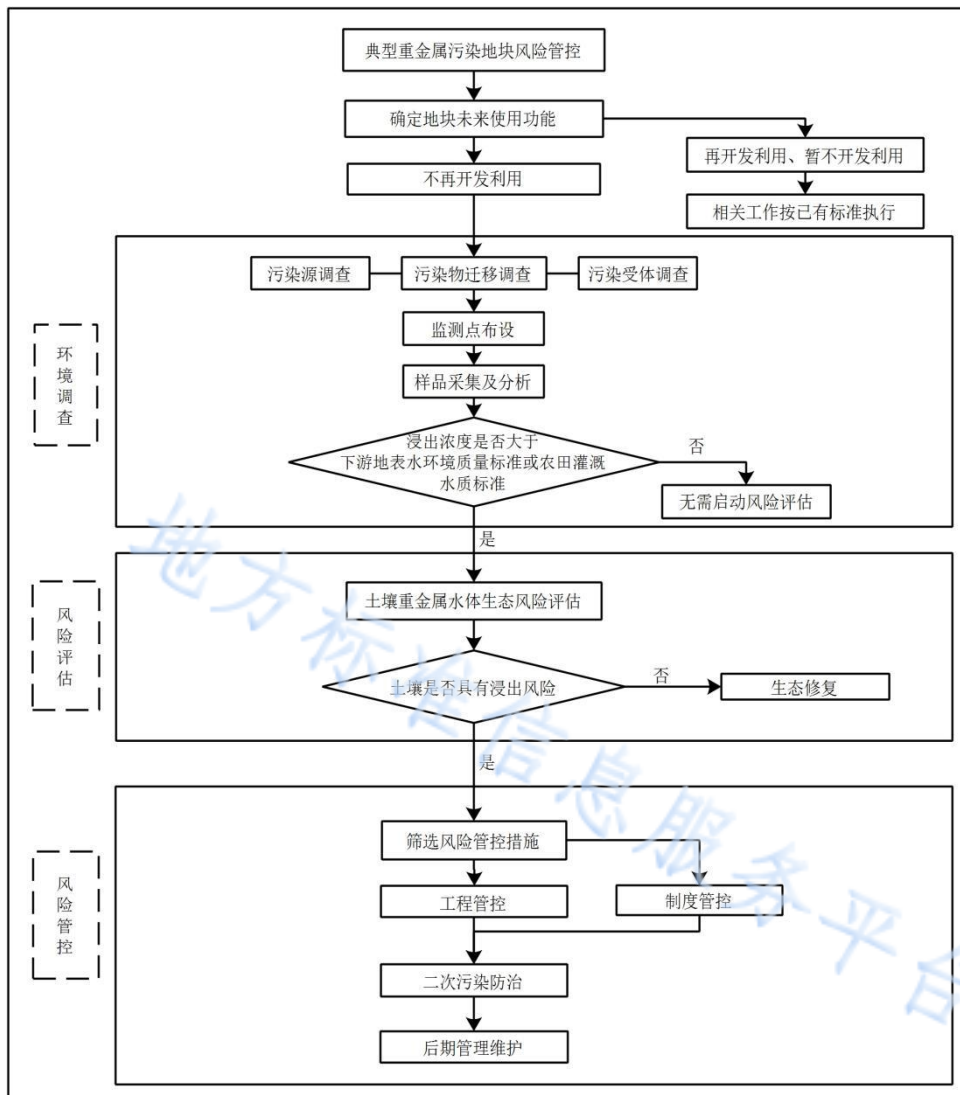 典型重金属污染地块风险管控
确定地块未来使用功能
再开发利用、暂不开发利用
不再开发利用
相关工作按已有标准执行
环境调查
污染源调查
污染物迁移调查
污染受体调查
监测点布设
样品采集及分析
浸出浓度是否大于
下游地表水环境质量标准或农田灌溉
水质标准
否
无需启动风险评估
是
风险评估
土壤重金属水体生态风险评估
土壤是否具有浸出风险
否
生态修复
是
风险管控
筛选风险管控措施
工程管控
制度管控
二次污染防治
后期管理维护
地方标准信息服务平台